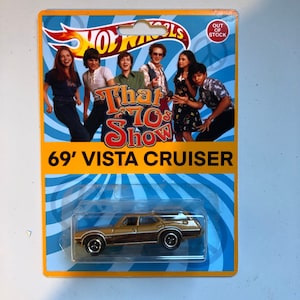 HOT WHEELS
OUT
OF
STOCK
That
'70s
Show
69' VISTA CRUISER